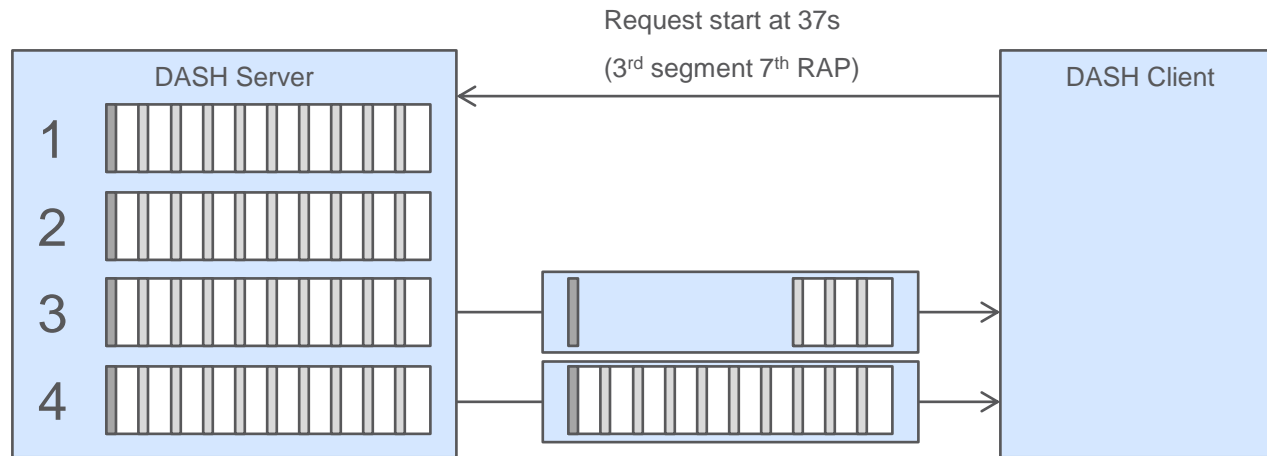 Request start at 37s
(3rd segment 7th RAP)
DASH Server
DASH Client
1
2
3
4